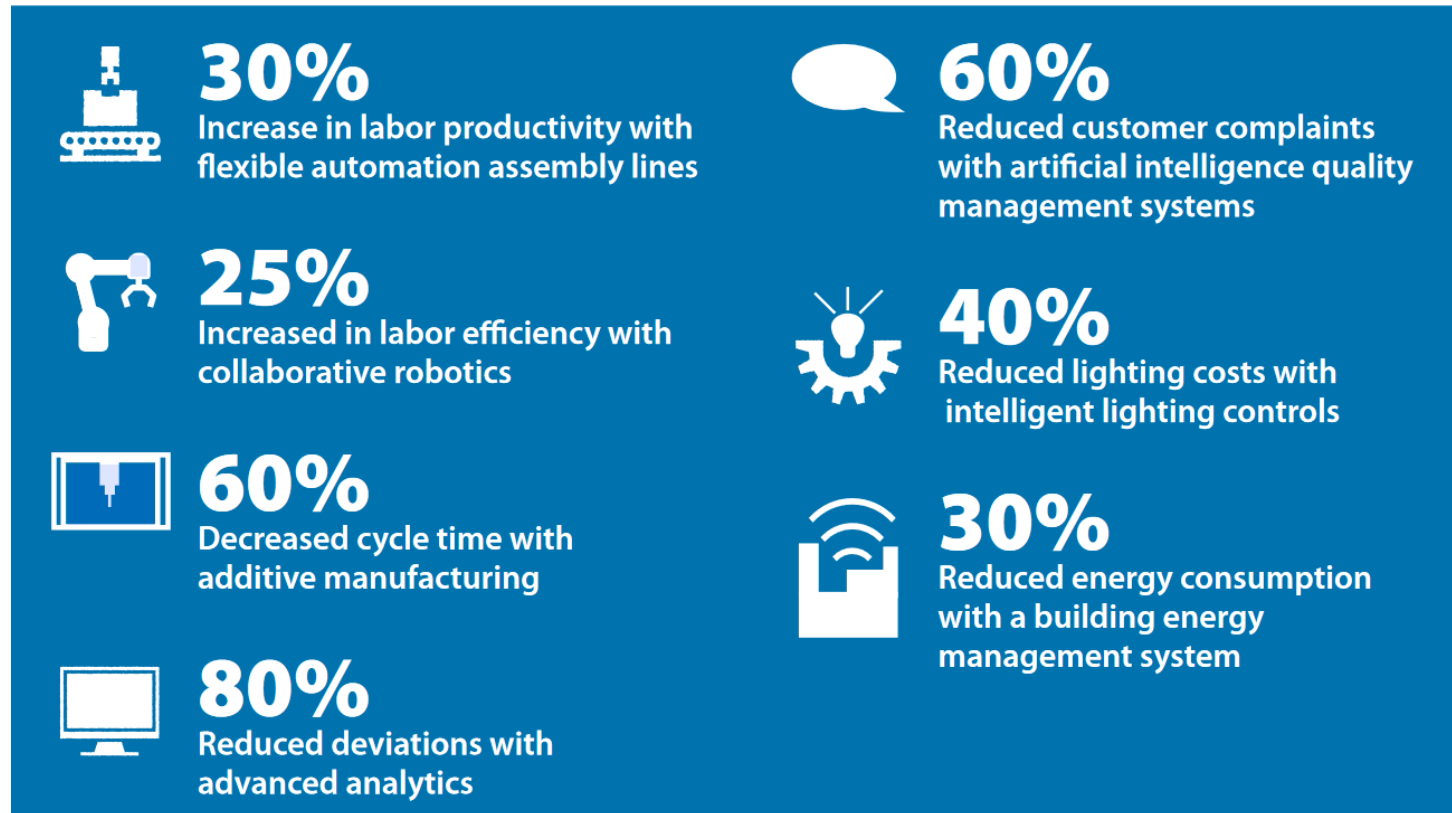 30%
Increase in labor productivity with
flexible automation assembly lines
25%
Increased in labor efficiency with
collaborative robotics
60%
Decreased cycle time with
additive manufacturing
80%
Reduced deviations with
advanced analytics
60%
Reduced customer complaints
with artificial intelligence quality
management systems
40%
Reduced lighting costs with
intelligent lighting controls
30%
Reduced energy consumption
with a building energy
management system